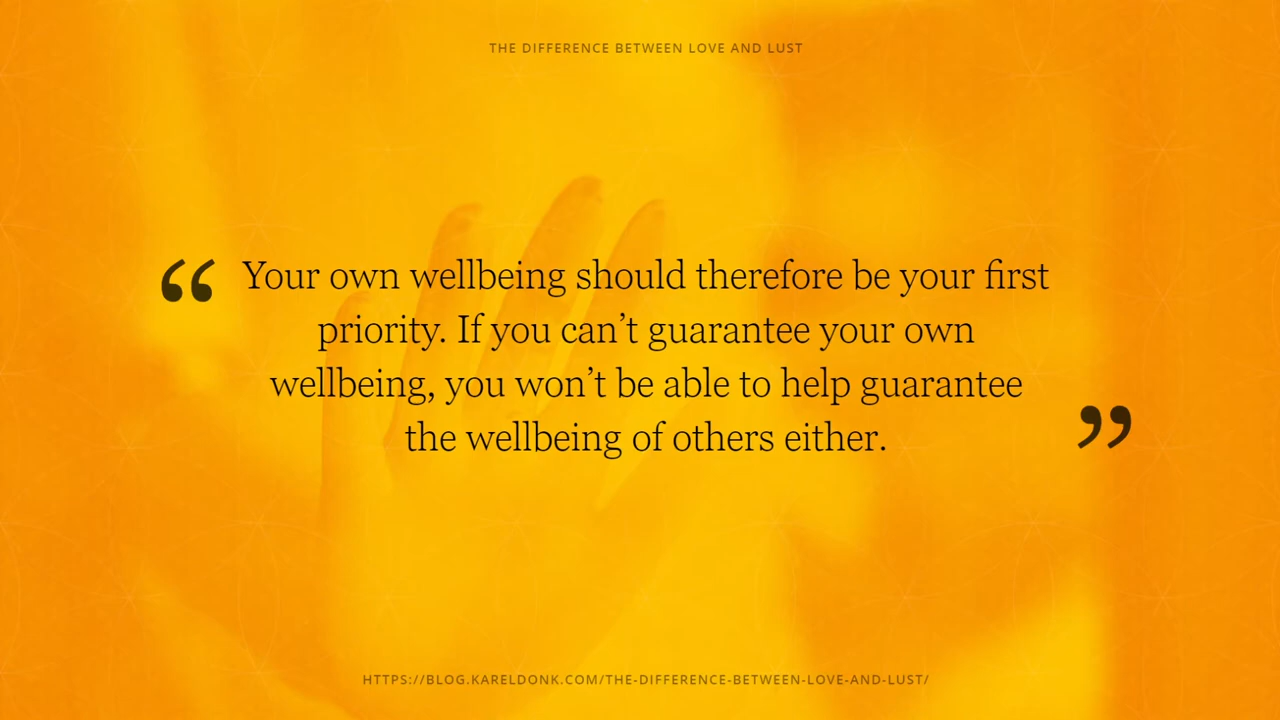 THE DIFFERENCE BETWEEN LOVE AND LUST
“Your own wellbeing should therefore be your first
priority. If you can’t guarantee your own
wellbeing, you won’t be able to help guarantee
the wellbeing of others either.”
HTTPS://BLOG.KARELDONK.COM/THE-DIFFERENCE-BETWEEN-LOVE-AND-LUST/